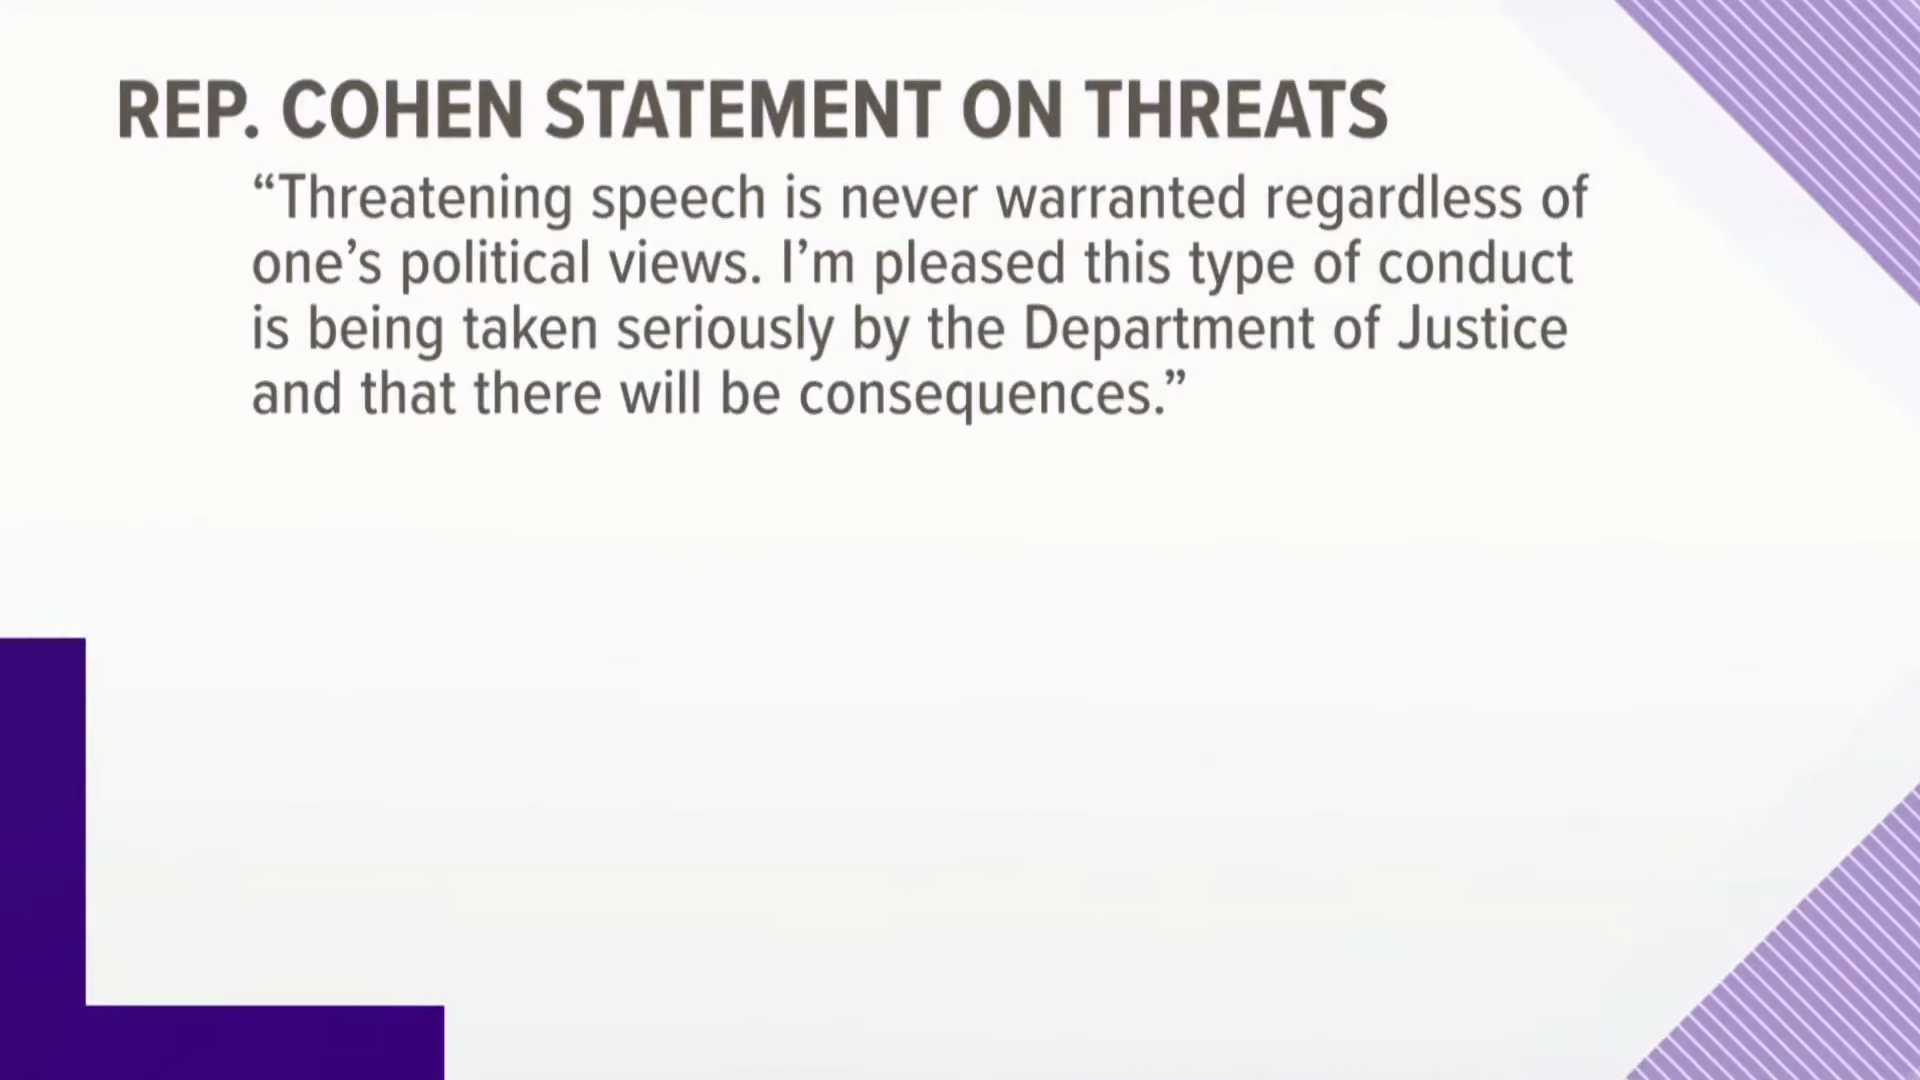 REP. COHEN STATEMENT ON THREATS
“Threatening speech is never warranted regardless of
one’s political views. I’m pleased this type of conduct
is being taken seriously by the Department of Justice
and that there will be consequences.”